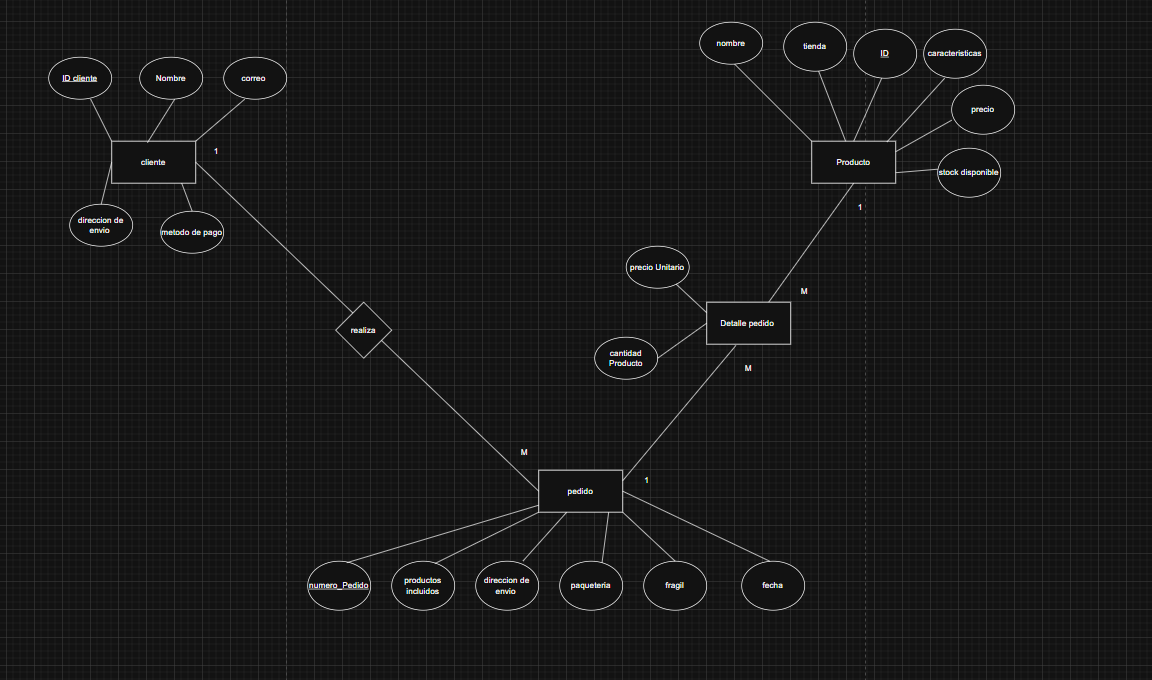 nombre
tienda
ID
caracteristicas
ID cliente
Nombre
correo
precio
1
cliente
Producto
stock disponible
direccion de
envio
metodo de pago
1
precio Unitario
M
Detalle pedido
realiza
cantidad
Producto
M
M
1
pedido
numero_Pedido
productos
incluidos
direccion de
envio
paqueteria
fragil
fecha